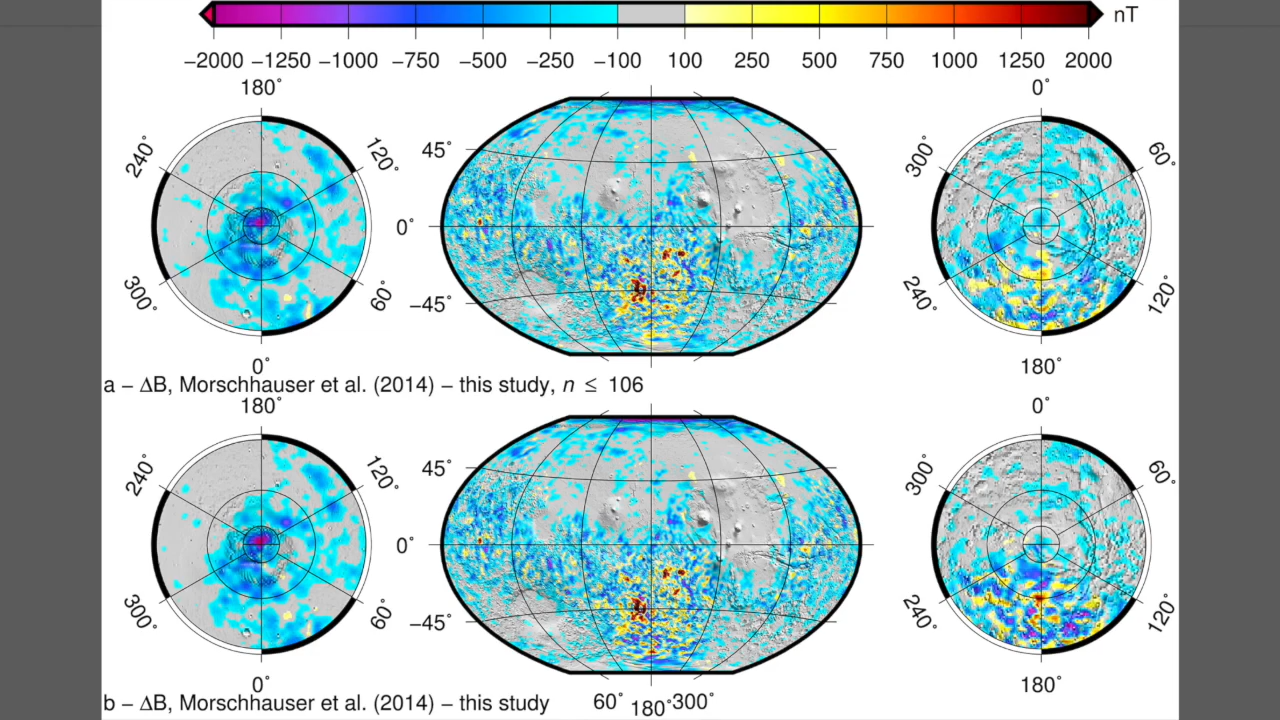 nT
−2000 −1250 −1000 −750 −500 −250 −100 100 250 500 750 1000 1250 2000
180° 0°
240° 120° 45° 300° 60°
0°
300° 60° −45° 240° 120°
0° 180°
a – ΔB, Morschhauser et al. (2014) – this study, n ≤ 106
180° 0°
240° 120° 45° 300° 60°
0°
300° 60° −45° 240° 120°
0° 180°
b – ΔB, Morschhauser et al. (2014) – this study 60° 180° 300°